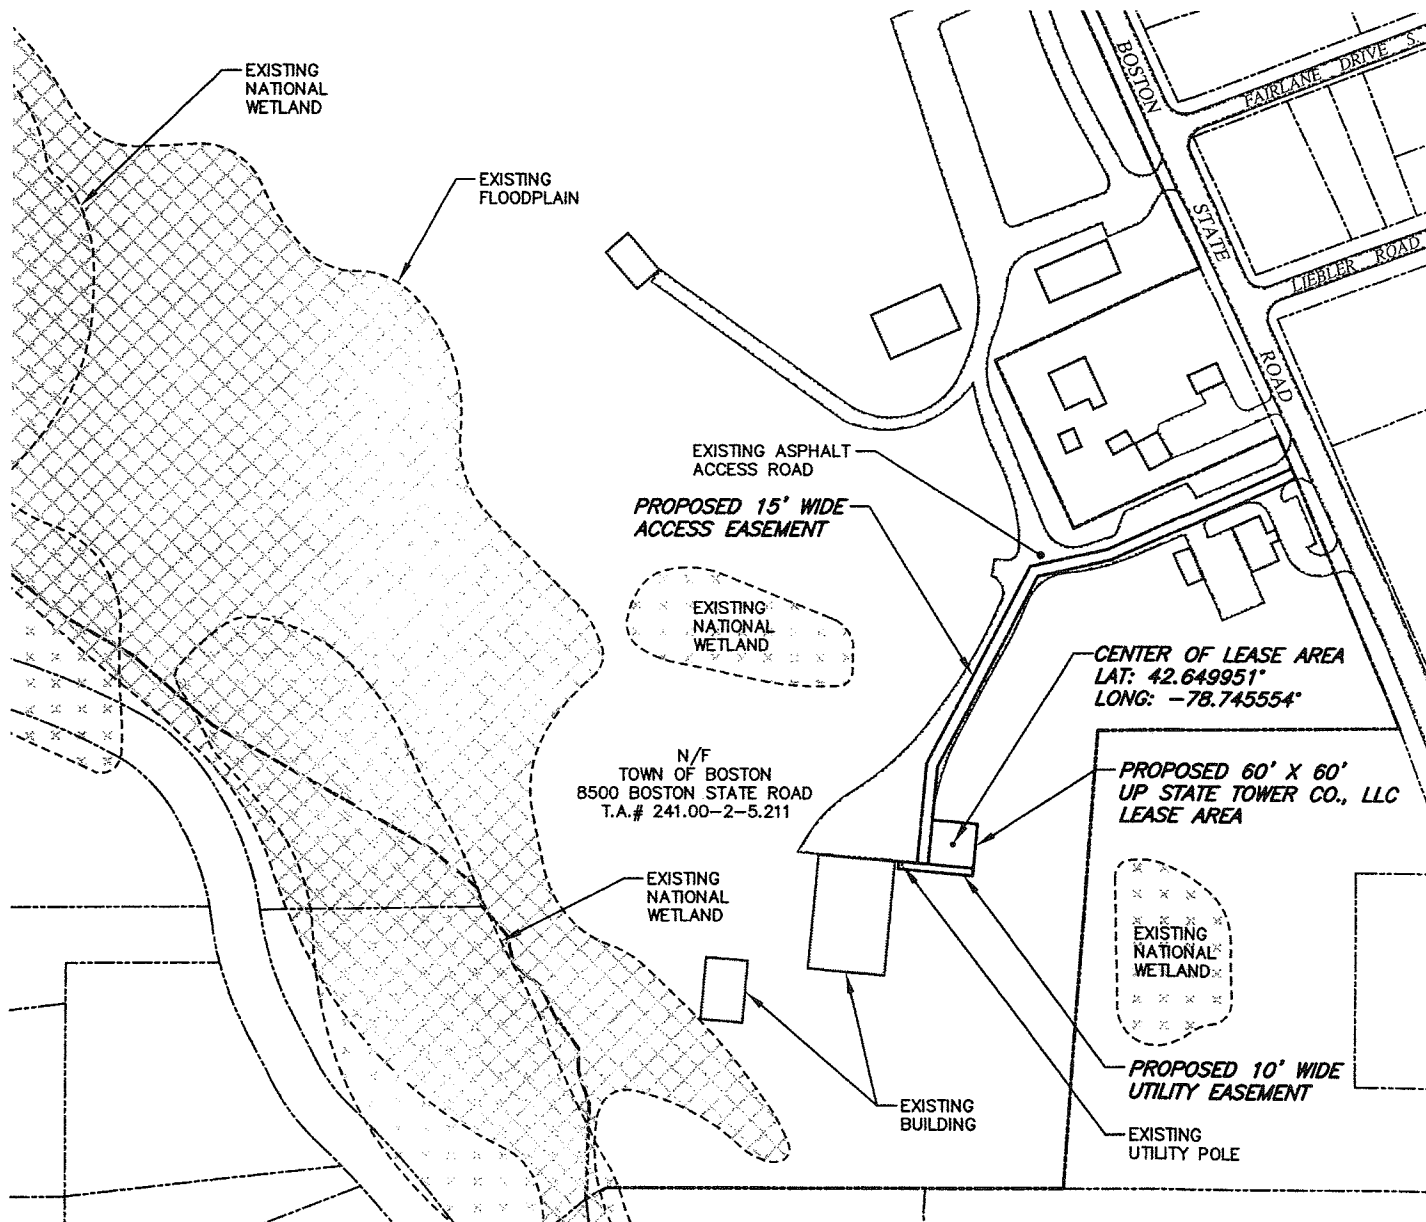 EXISTING
NATIONAL
WETLAND
EXISTING
FLOODPLAIN
BOSTON
STATE
ROAD
FAIRLANE DRIVE S.
LIEBLER ROAD
EXISTING ASPHALT
ACCESS ROAD
PROPOSED 15' WIDE
ACCESS EASEMENT
EXISTING
NATIONAL
WETLAND
CENTER OF LEASE AREA
LAT: 42.649951°
LONG: -78.745554°
N/F
TOWN OF BOSTON
8500 BOSTON STATE ROAD
T.A.# 241.00-2-5.211
PROPOSED 60' X 60'
UP STATE TOWER CO., LLC
LEASE AREA
EXISTING
NATIONAL
WETLAND
EXISTING
NATIONAL
WETLAND
PROPOSED 10' WIDE
UTILITY EASEMENT
EXISTING
BUILDING
EXISTING
UTILITY POLE